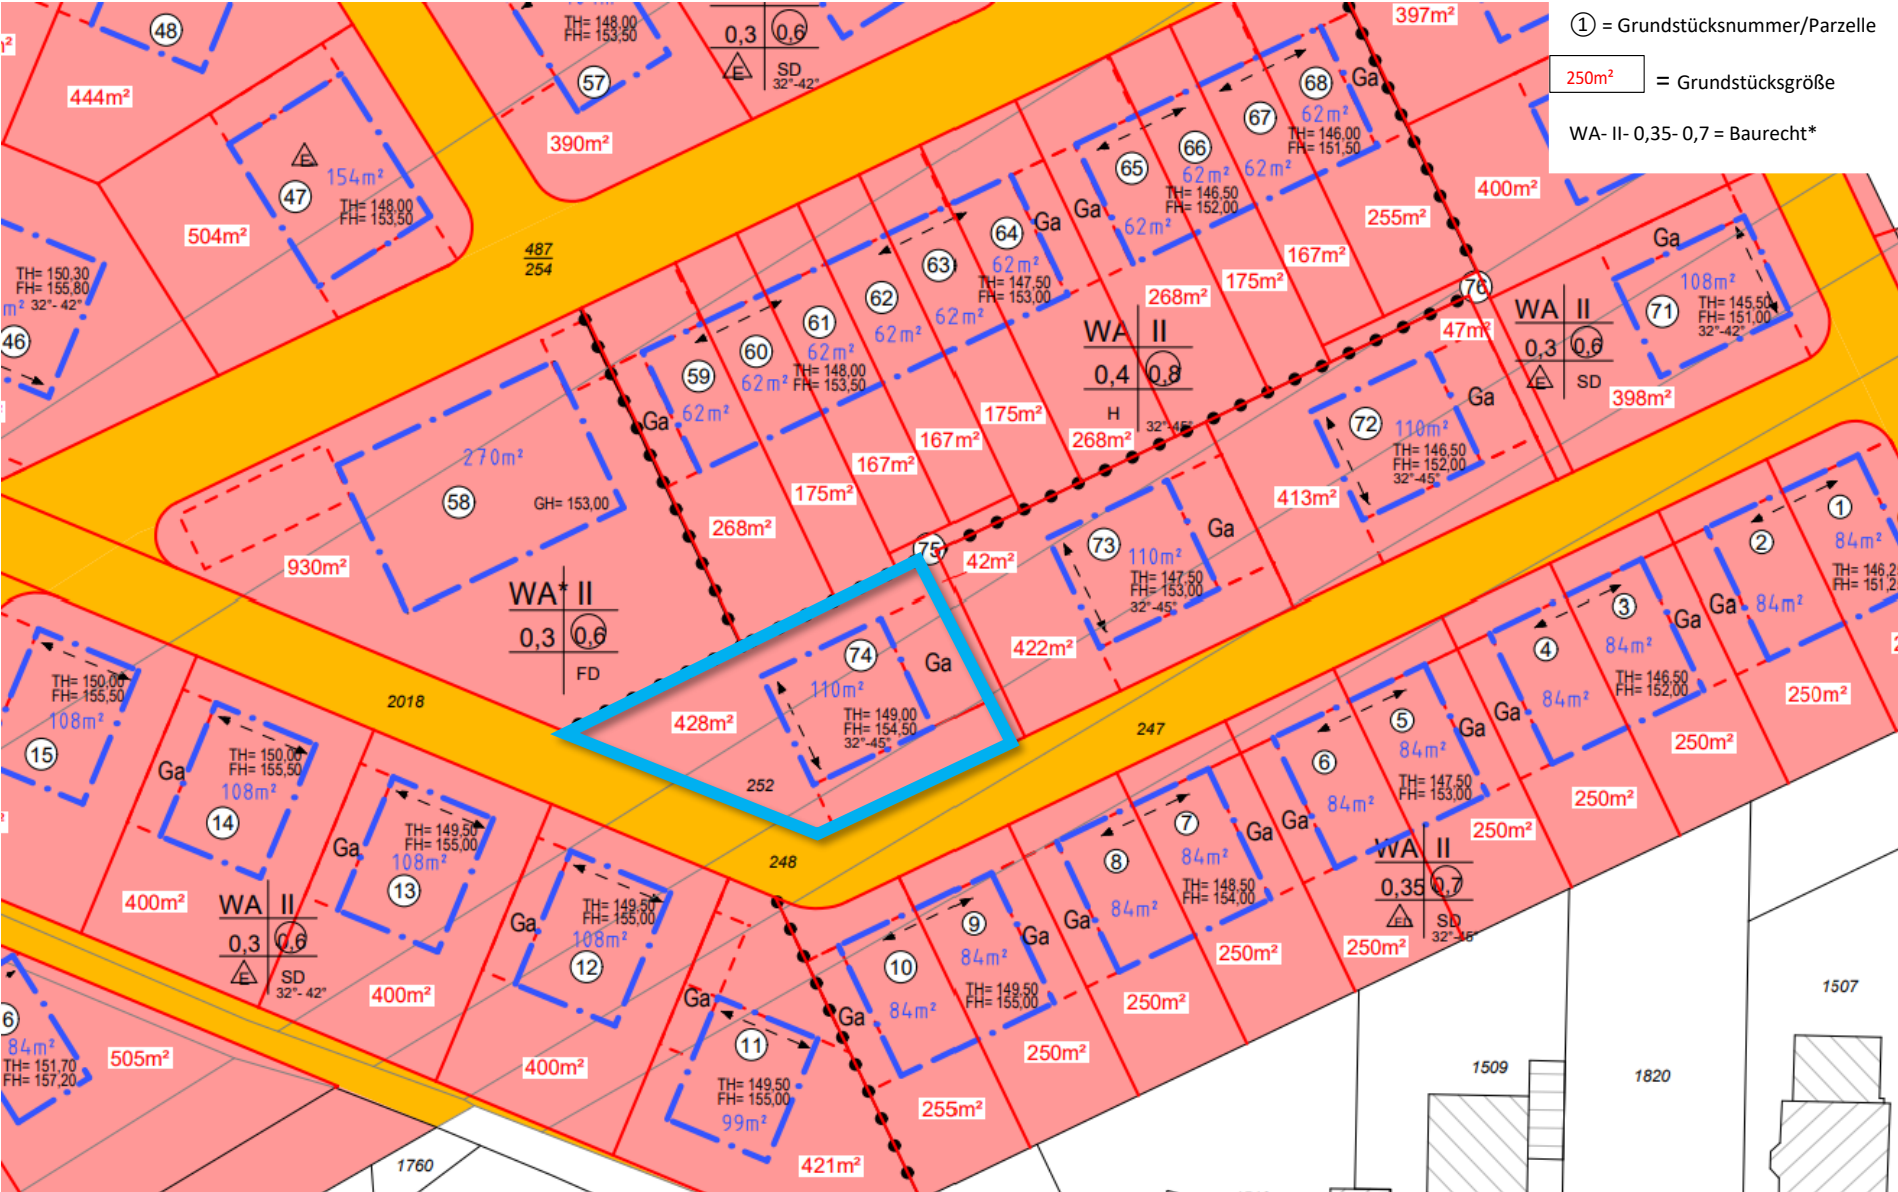 ① = Grundstücksnummer/Parzelle
250m² = Grundstücksgröße
WA- II- 0,35- 0,7 = Baurecht*
48
444m²
TH= 148,00
FH= 153,50
57
390m²
0,3 0,6
E SD
32°-42°
397m²
E
154m²
47
TH= 148,00
FH= 153,50
504m²
TH= 150,30
FH= 155,80
32°- 42°
46
487
254
68
Ga
67
62m²
TH= 146,00
FH= 151,50
66
65
62m²
62m²
TH= 146,50
FH= 152,00
62m²
Ga
400m²
255m²
167m²
175m²
268m²
64
Ga
63
62m²
TH= 147,50
FH= 153,00
62
62m²
61
62m²
62m²
TH= 148,00
FH= 153,50
60
62m²
59
62m²
Ga
WA II
0,4 0,8
H 32°-45°
76
47m²
WA II
0,3 0,6
E SD
Ga
108m²
71
TH= 145,50
FH= 151,00
32°-42°
398m²
175m²
268m²
167m²
167m²
175m²
268m²
270m²
58
GH= 153,00
930m²
WA* II
0,3 0,6
FD
72
110m²
TH= 146,50
FH= 152,00
32°-45°
Ga
413m²
73
110m²
TH= 147,50
FH= 153,00
32°-45°
Ga
422m²
75
42m²
74
110m²
Ga
TH= 149,00
FH= 154,50
32°-45°
428m²
252
2018
247
248
1
84m²
TH= 146,2
FH= 151,2
2
84m²
Ga
250m²
3
84m²
Ga
TH= 146,50
FH= 152,00
4
84m²
Ga
250m²
5
84m²
Ga
TH= 147,50
FH= 153,00
6
84m²
Ga
250m²
250m²
7
84m²
Ga
TH= 148,50
FH= 154,00
8
84m²
Ga
250m²
250m²
WA II
0,35 0,7
ED SD
32°-45°
9
84m²
Ga
TH= 149,50
FH= 155,00
10
84m²
Ga
250m²
250m²
255m²
TH= 150,00
FH= 155,50
108m²
15
TH= 150,00
FH= 155,50
108m²
Ga
14
400m²
TH= 149,50
FH= 155,00
108m²
Ga
13
400m²
WA II
0,3 0,6
E SD
32°- 42°
TH= 149,50
FH= 155,00
108m²
Ga
12
400m²
Ga
11
TH= 149,50
FH= 155,00
99m²
421m²
6
84m²
TH= 151,70
FH= 157,20
505m²
1760
1509
1820
1507